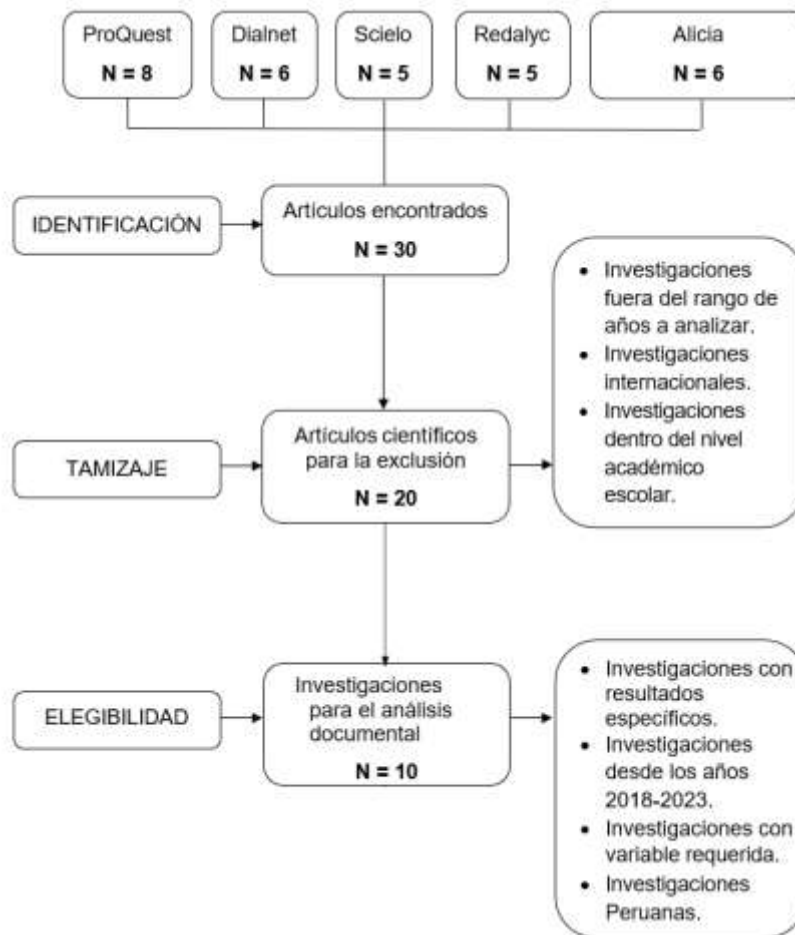 ProQuest
N = 8
Dialnet
N = 6
Scielo
N = 5
Redalyc
N = 5
Alicia
N = 6
IDENTIFICACIÓN
Artículos encontrados
N = 30
• Investigaciones
fuera del rango de
años a analizar.
• Investigaciones
internacionales.
• Investigaciones
dentro del nivel
académico
escolar.
TAMIZAJE
Artículos científicos
para la exclusión
N = 20
ELEGIBILIDAD
Investigaciones
para el análisis
documental
N = 10
• Investigaciones con
resultados
específicos.
• Investigaciones
desde los años
2018-2023.
• Investigaciones con
variable requerida.
• Investigaciones
Peruanas.